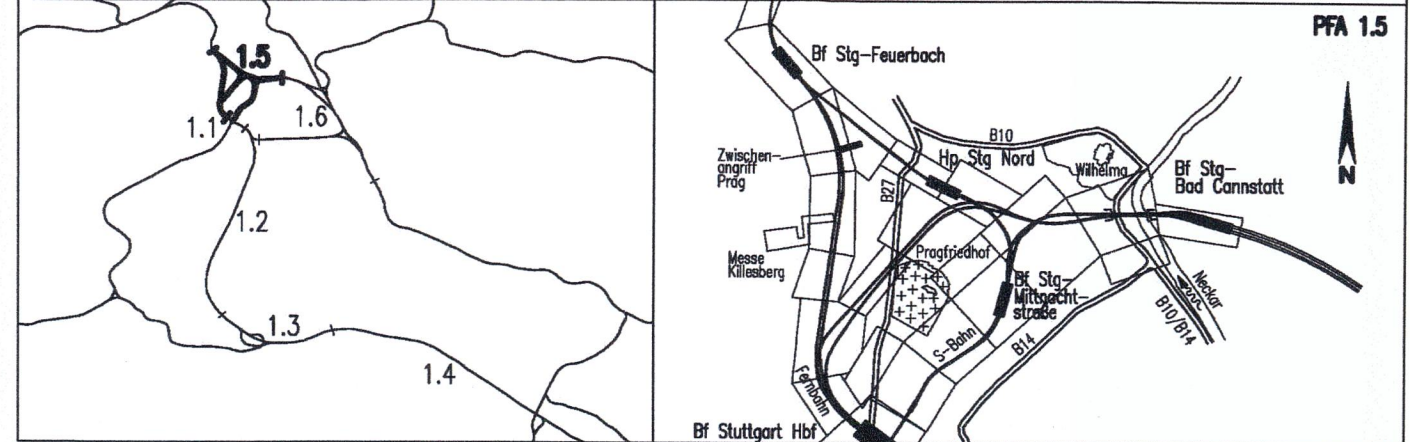 1.5
1.6
1.1
1.2
1.3
1.4
PFA 1.5
Bf Stg-Feuerbach
N
B10
Zwischen-
angriff
Prag
Hp Stg Nord
Wilhelma
Bf Stg-
Bad Cannstatt
B27
Messe
Killesberg
Pragfriedhof
Bf Stg-
Mittnacht-
straße
Neckar
B10/B14
S-Bahn
B14
Fernbahn
Bf Stuttgart Hbf